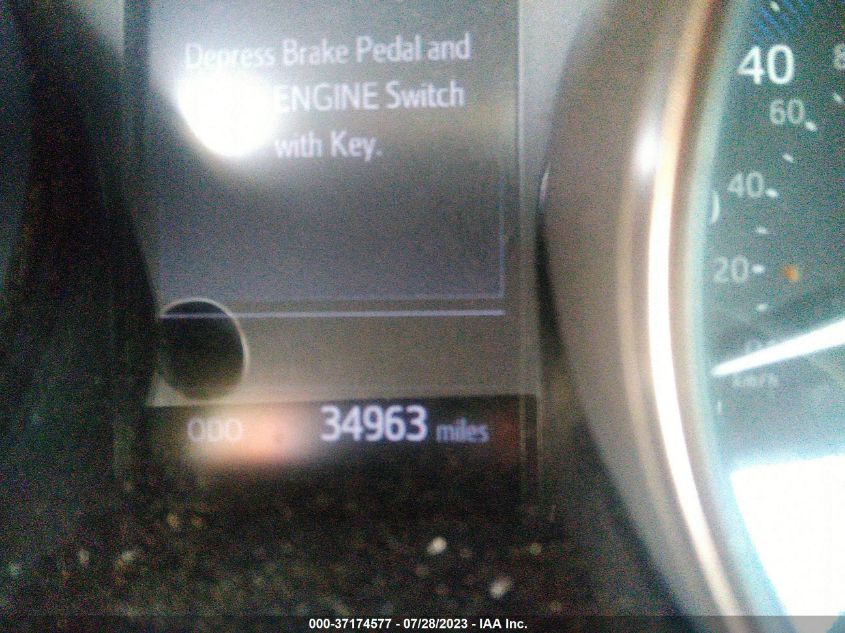 Depress Brake Pedal and
ENGINE Switch
with Key.
40
60
40
20
km/h
ODO 34963 miles
000-37174577 - 07/28/2023 - IAA Inc.